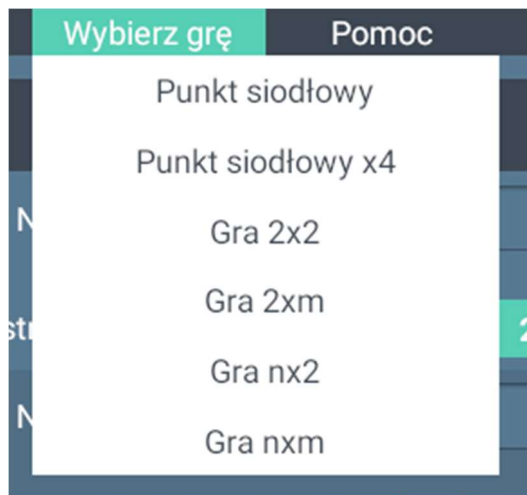 Wybierz grę Pomoc
Punkt siodłowy
Punkt siodłowy x4
Gra 2x2
Gra 2xm
Gra nx2
Gra nxm